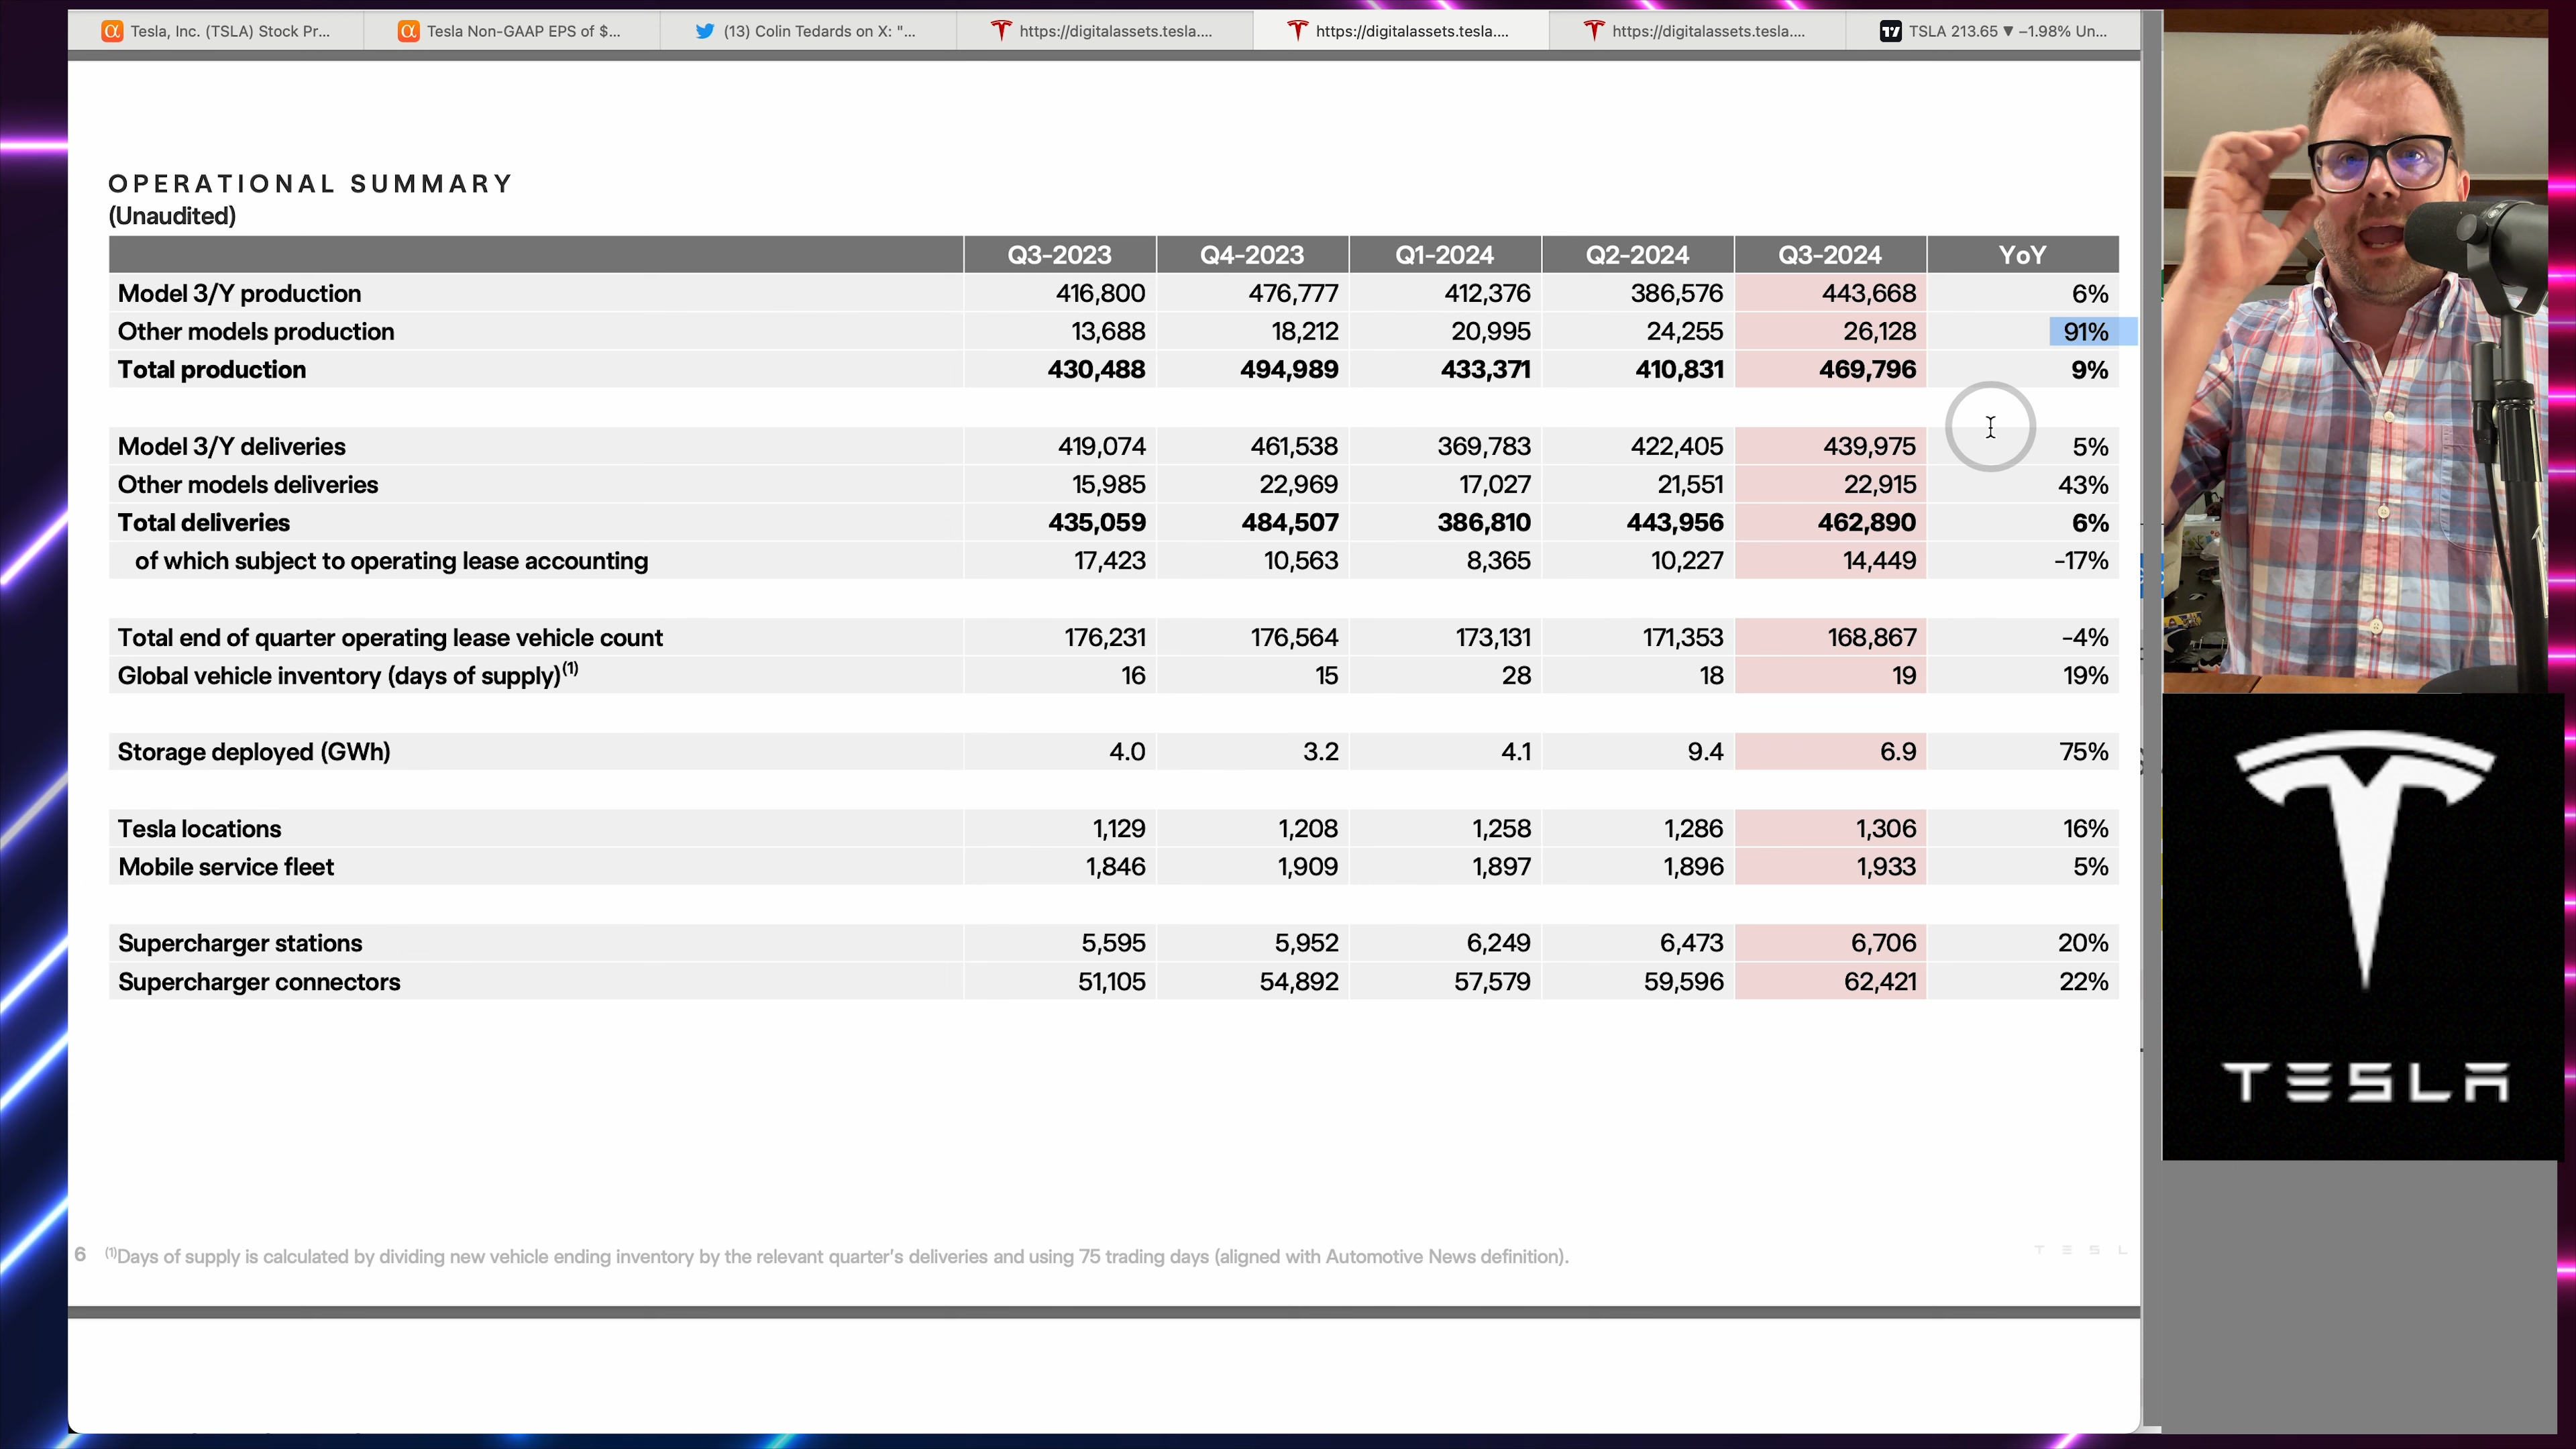 Tesla, Inc. (TSLA) Stock Pr...
Tesla Non-GAAP EPS of $...
(13) Colin Tedards on X: "...
https://digitalassets.tesla....
https://digitalassets.tesla....
https://digitalassets.tesla....
TSLA 213.65 ▼ −1.98% Un...
OPERATIONAL SUMMARY
(Unaudited)
Q3-2023 Q4-2023 Q1-2024 Q2-2024 Q3-2024 YoY
Model 3/Y production 416,800 476,777 412,376 386,576 443,668 6%
Other models production 13,688 18,212 20,995 24,255 26,128 91%
Total production 430,488 494,989 433,371 410,831 469,796 9%
Model 3/Y deliveries 419,074 461,538 369,783 422,405 439,975 5%
Other models deliveries 15,985 22,969 17,027 21,551 22,915 43%
Total deliveries 435,059 484,507 386,810 443,956 462,890 6%
of which subject to operating lease accounting 17,423 10,563 8,365 10,227 14,449 -17%
Total end of quarter operating lease vehicle count 176,231 176,564 173,131 171,353 168,867 -4%
Global vehicle inventory (days of supply)(1) 16 15 28 18 19 19%
Storage deployed (GWh) 4.0 3.2 4.1 9.4 6.9 75%
Tesla locations 1,129 1,208 1,258 1,286 1,306 16%
Mobile service fleet 1,846 1,909 1,897 1,896 1,933 5%
Supercharger stations 5,595 5,952 6,249 6,473 6,706 20%
Supercharger connectors 51,105 54,892 57,579 59,596 62,421 22%
6 (1)Days of supply is calculated by dividing new vehicle ending inventory by the relevant quarter's deliveries and using 75 trading days (aligned with Automotive News definition).
T E S L
TESLA